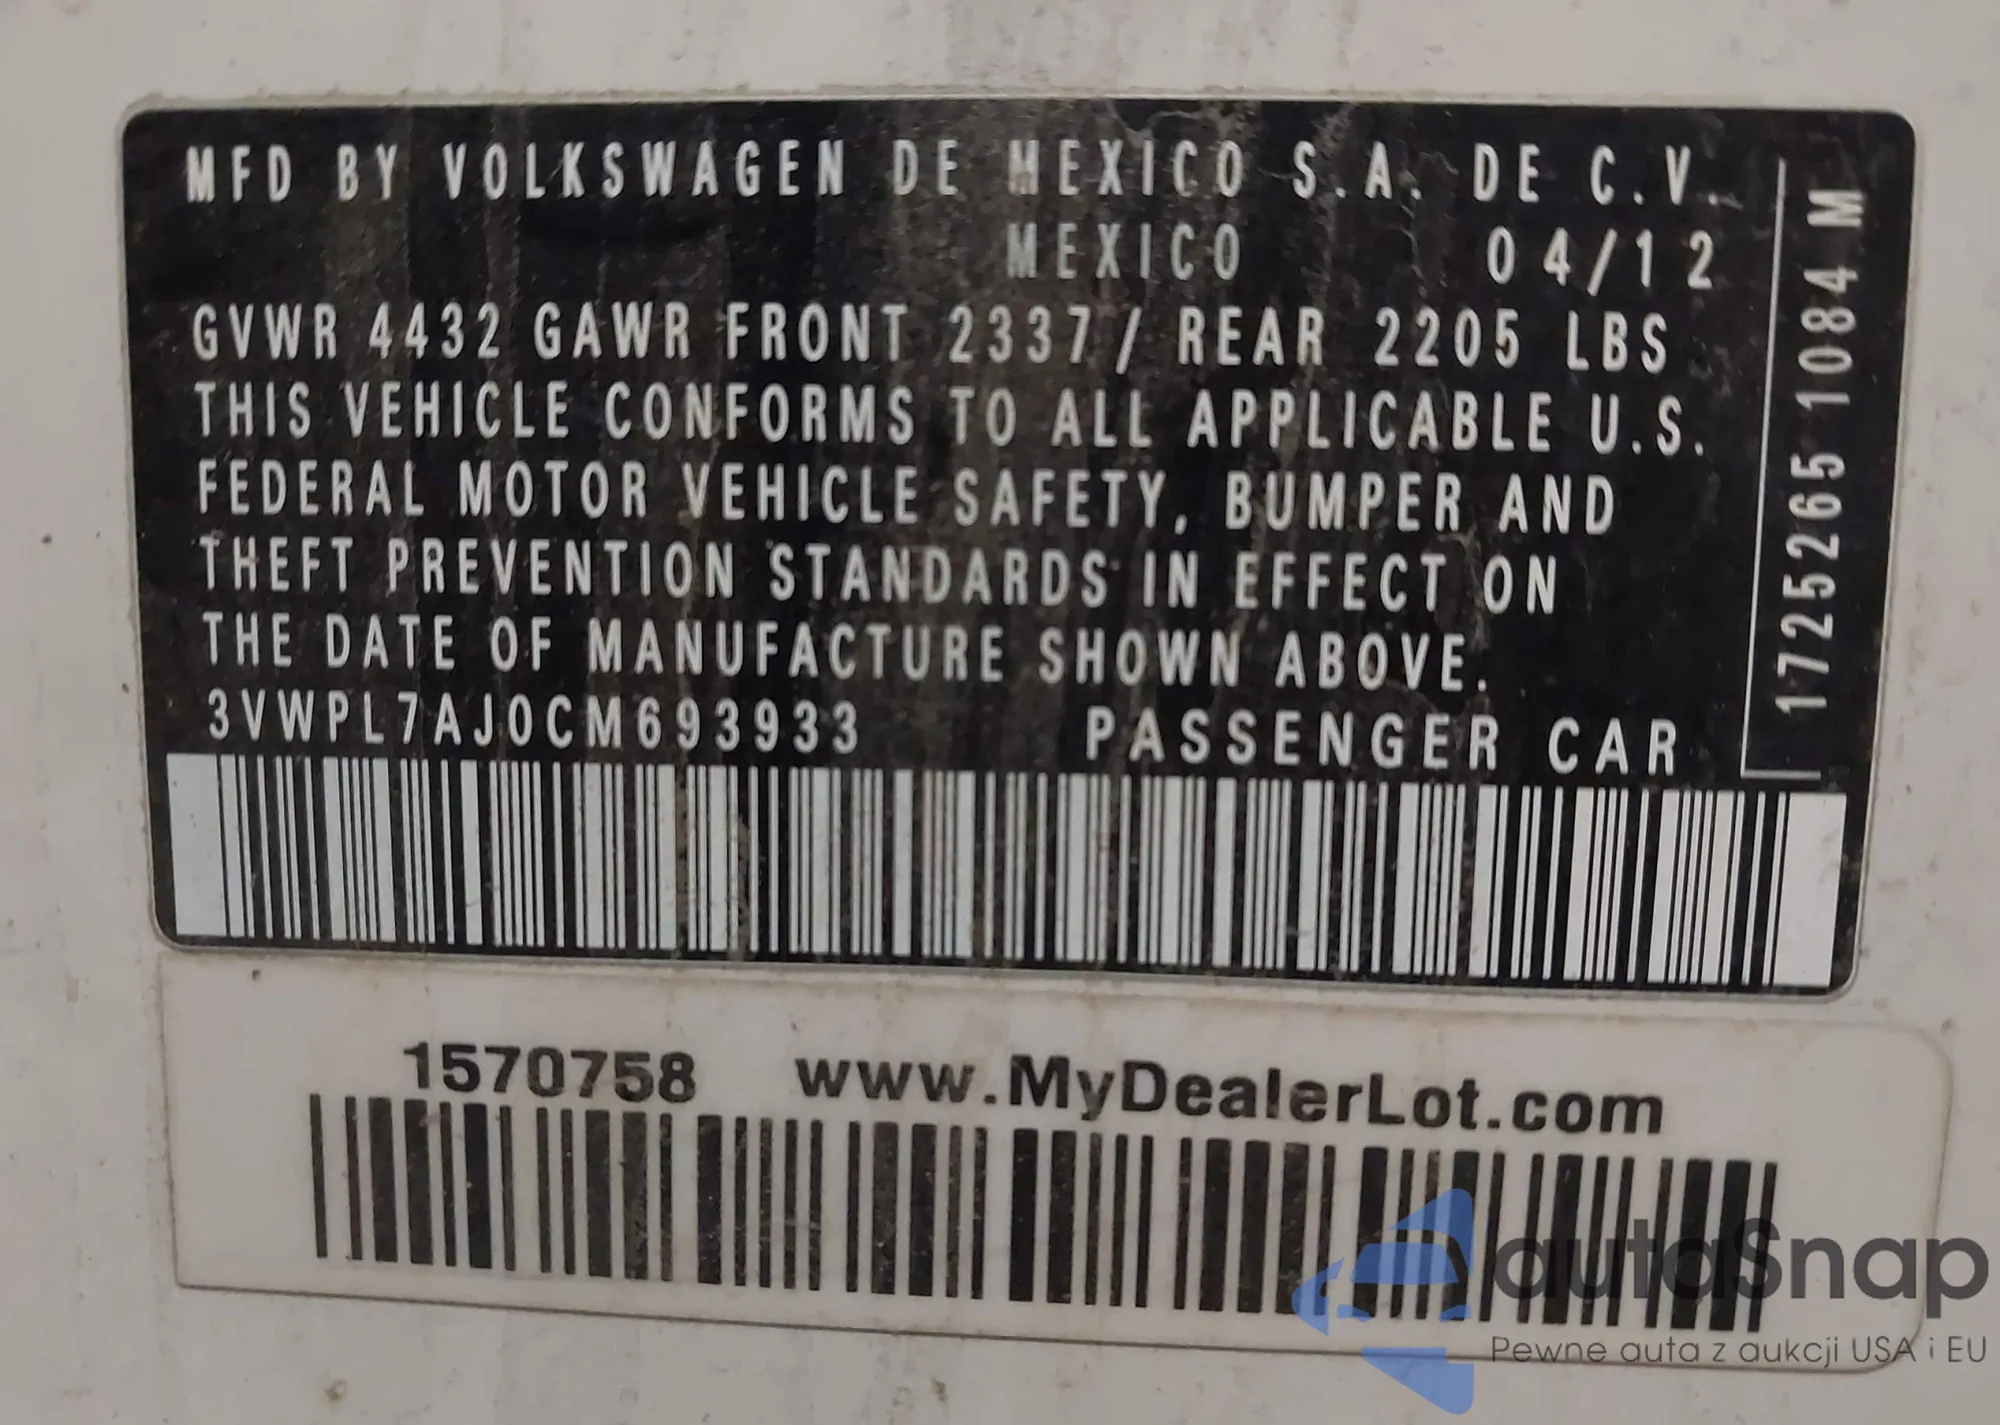 MFD BY VOLKSWAGEN DE MEXICO S.A. DE C.V.
MEXICO 04/12
GVWR 4432 GAWR FRONT 2337/ REAR 2205 LBS
THIS VEHICLE CONFORMS TO ALL APPLICABLE U.S.
FEDERAL MOTOR VEHICLE SAFETY, BUMPER AND
THEFT PREVENTION STANDARDS IN EFFECT ON
THE DATE OF MANUFACTURE SHOWN ABOVE.
3VWPL7AJ0CM693933 PASSENGER CAR
1725265 1084 M
1570758 www.MyDealerLot.com
autaSnap
Pewne auta z aukcji USA i EU